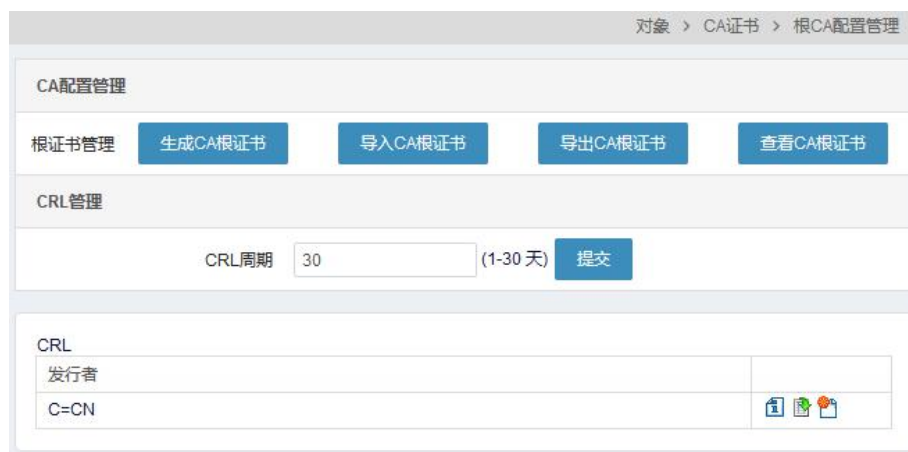 对象 > CA证书 > 根CA配置管理
CA配置管理
根证书管理 生成CA根证书 导入CA根证书 导出CA根证书 查看CA根证书
CRL管理
CRL周期 30 (1-30 天) 提交
CRL
发行者
C=CN